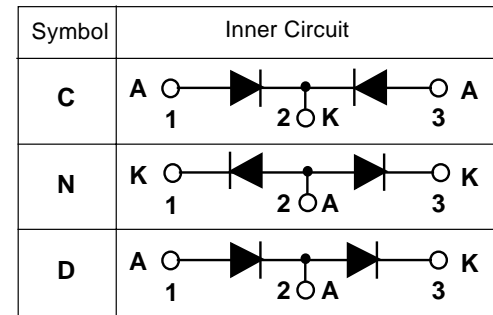 Symbol Inner Circuit
C A K A
1 2 3
N K A K
1 2 3
D A A K
1 2 3